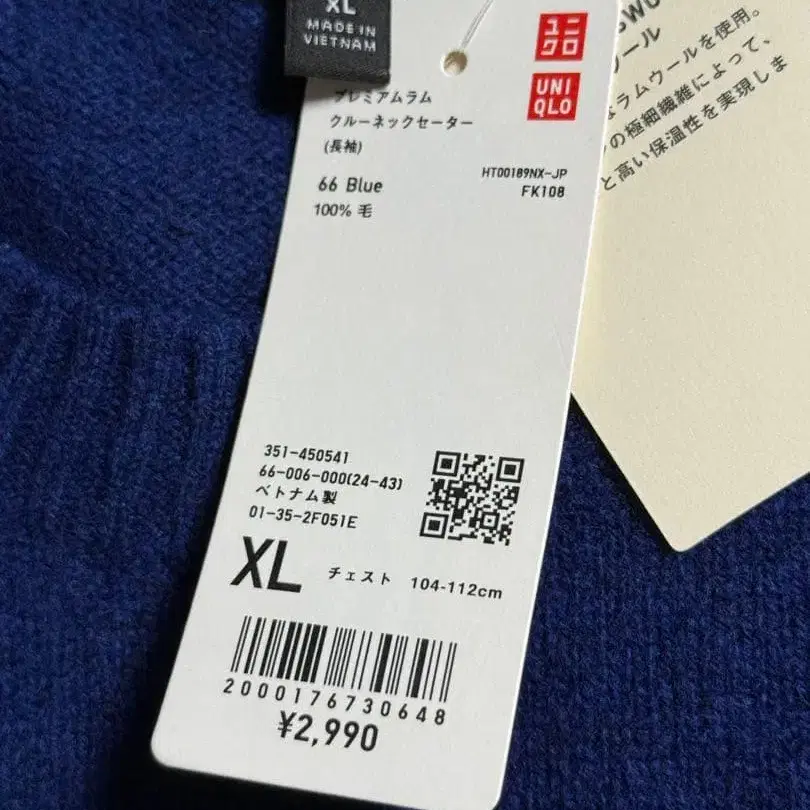 XL
MADE IN
VIETNAM
ユニ
クロ
UNI
QLO
プレミアムラム
クルーネックセーター
(長袖)
HT00189NX-JP
66 Blue
FK108
100% 毛
351-450541
66-006-000(24-43)
ベトナム製
01-35-2F051E
XL チェスト 104-112cm
2000176730648
¥2,990
ール
ラムウールを使用。
の極細繊維によって、
と高い保温性を実現しま